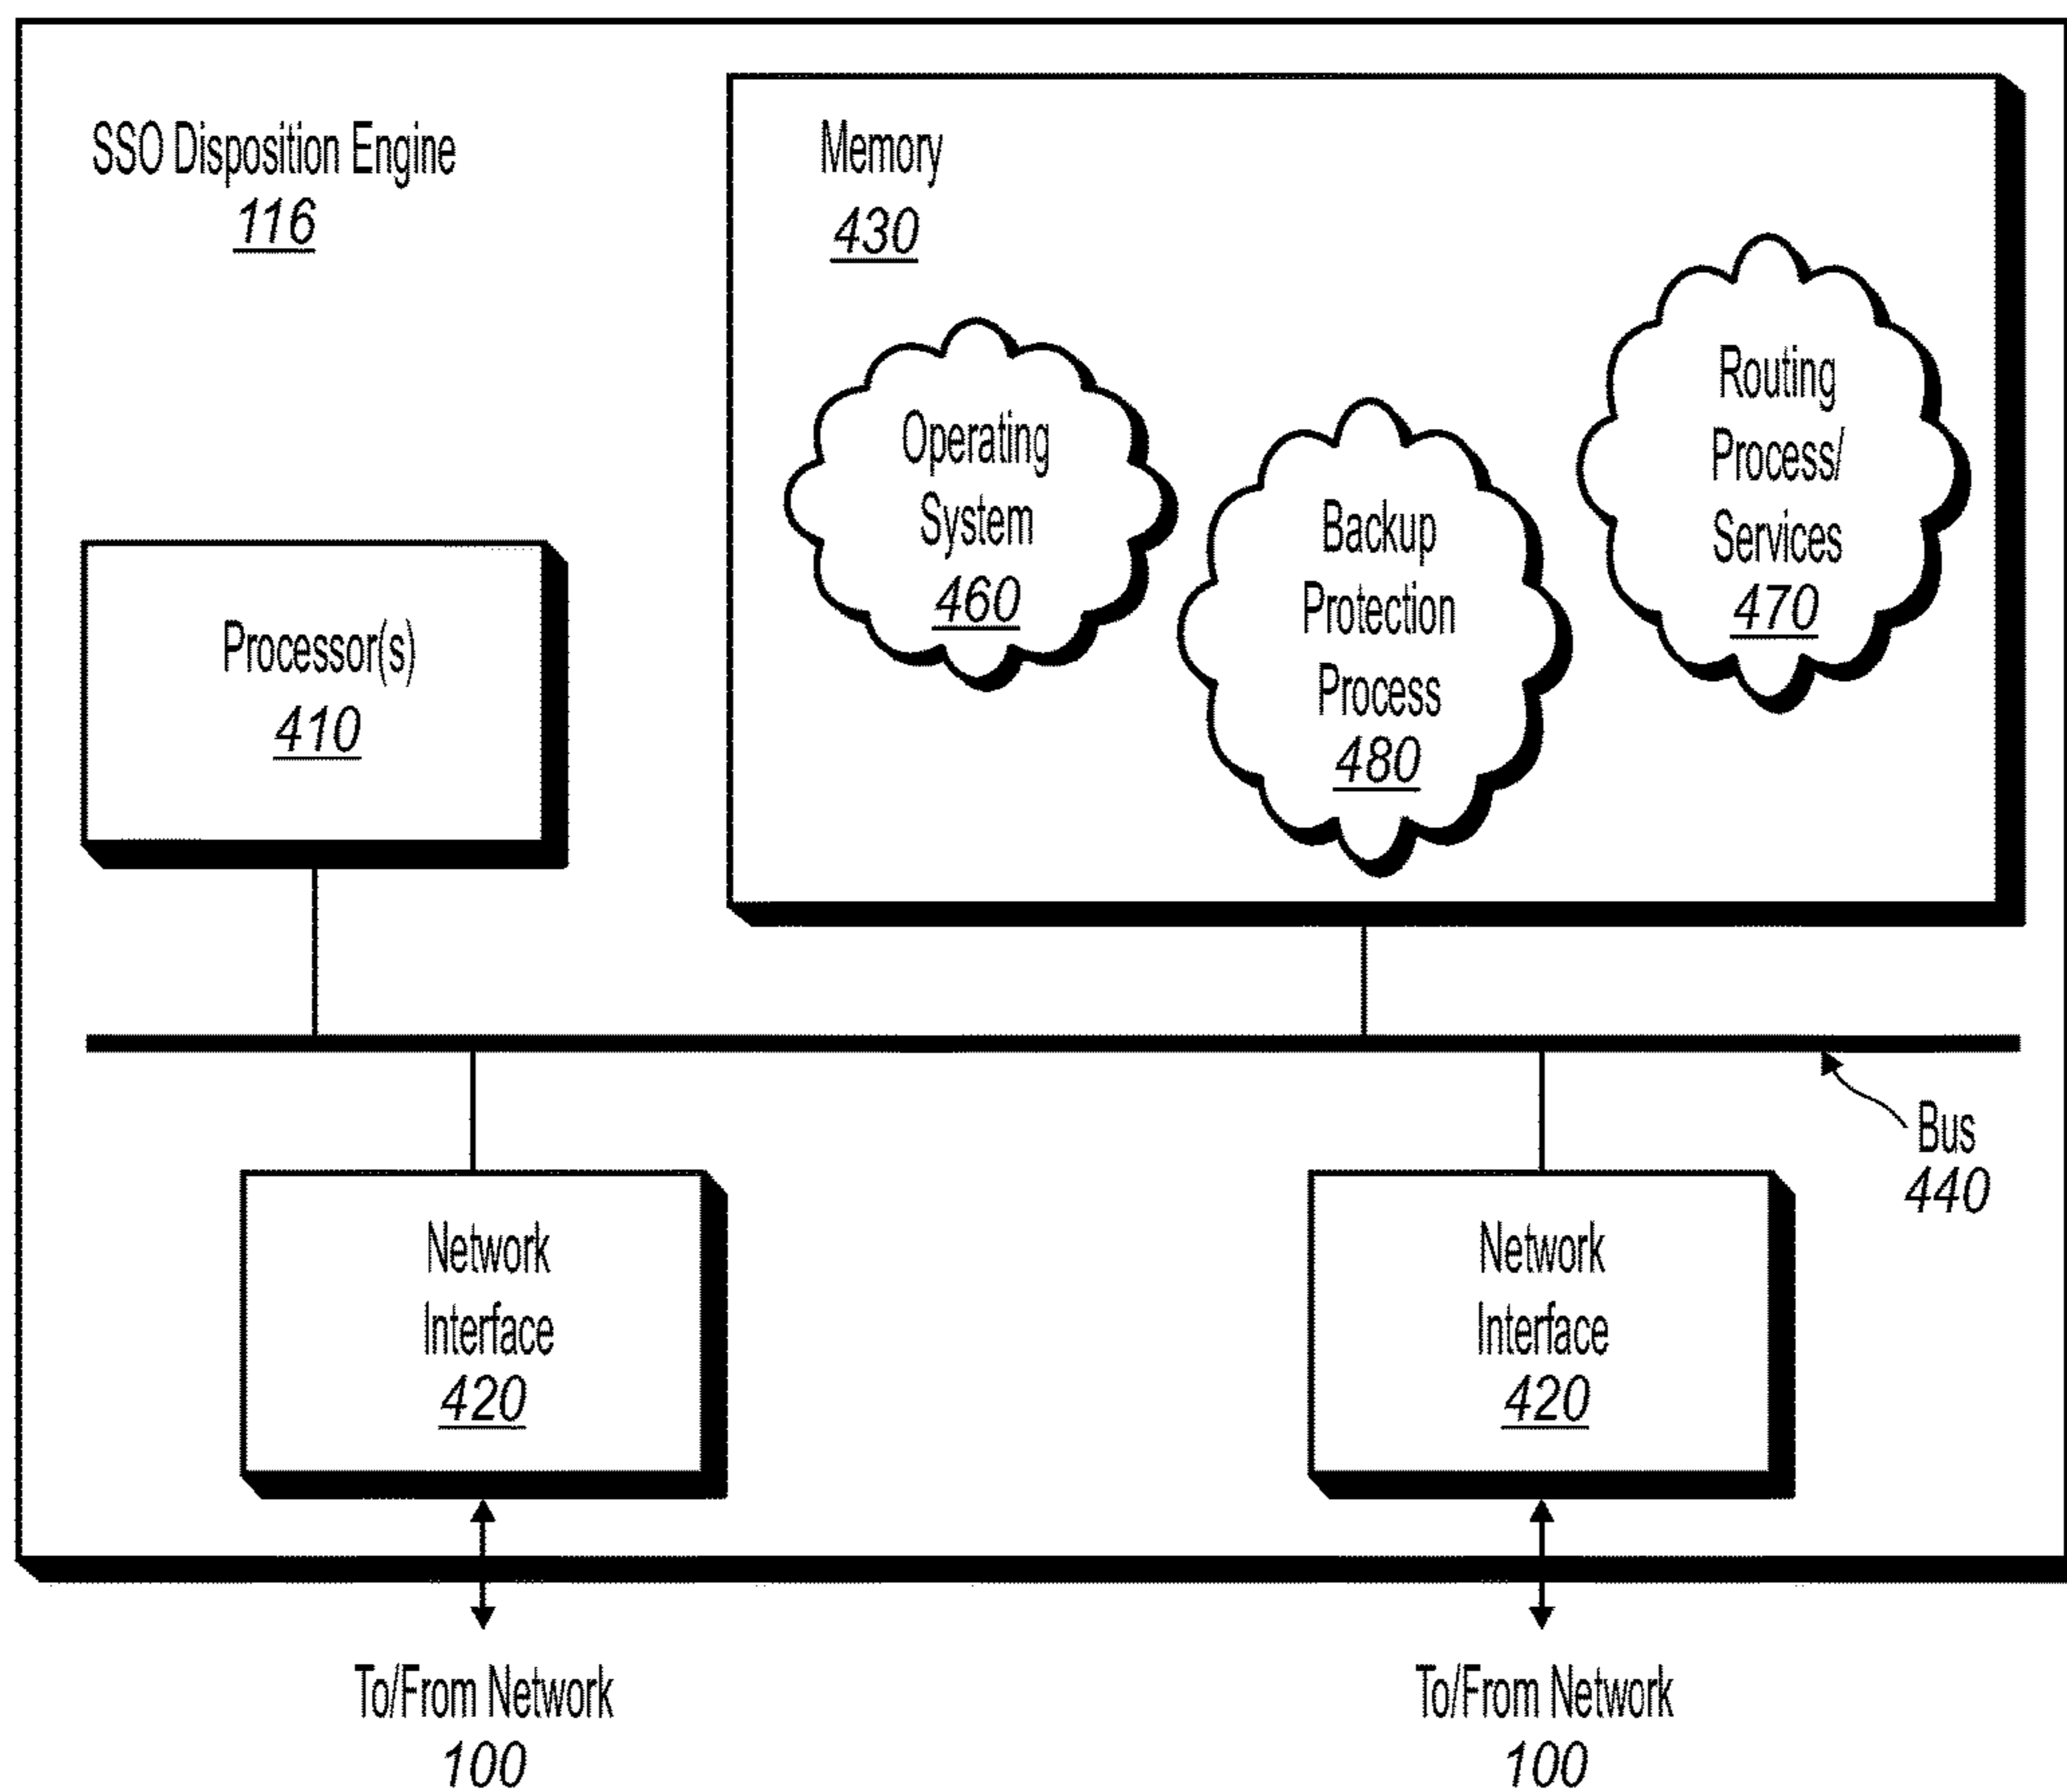 SSO Disposition Engine
116
Memory
430
Operating
System
460
Backup
Protection
Process
480
Routing
Process/
Services
470
Processor(s)
410
Bus
440
Network
Interface
420
Network
Interface
420
To/From Network
100
To/From Network
100